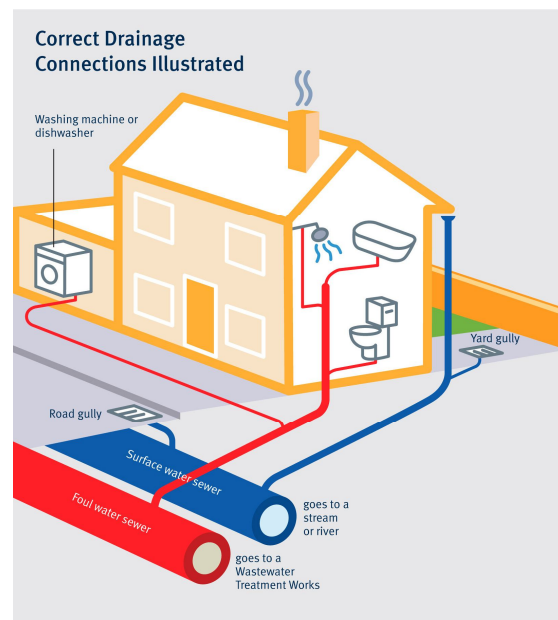 Correct Drainage
Connections Illustrated
Washing machine or
dishwasher
Yard gully
Road gully
Surface water sewer
Foul water sewer
goes to a
stream
or river
goes to a
Wastewater
Treatment Works